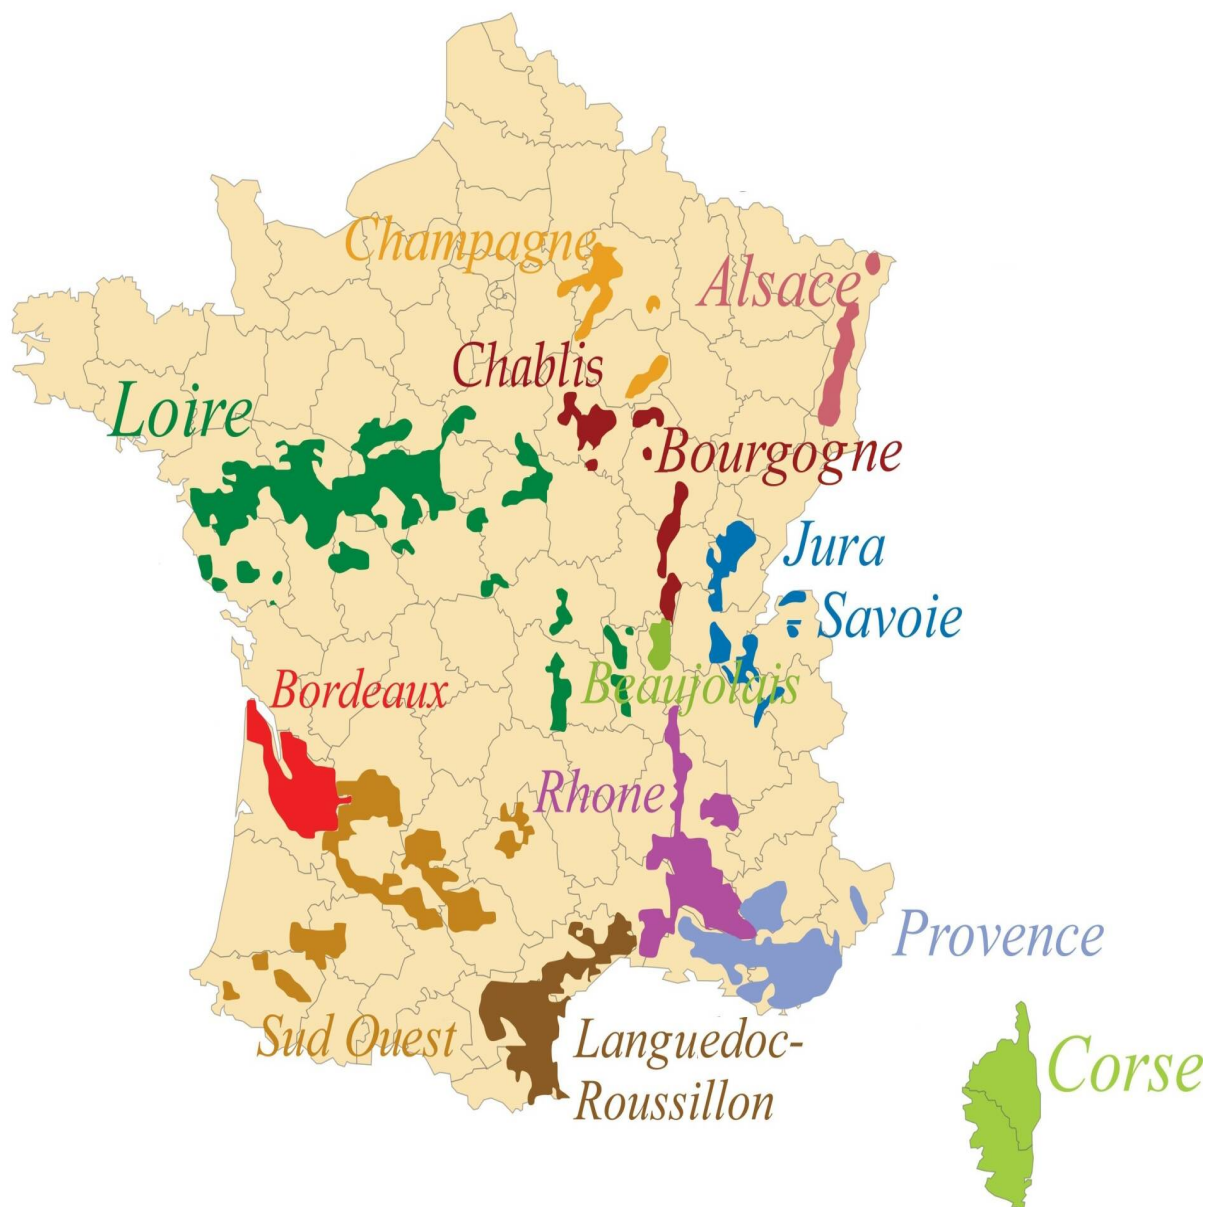 Champagne
Alsace
Chablis
Loire
Bourgogne
Jura
Savoie
Bordeaux
Beaujolais
Rhone
Provence
Sud Ouest
Languedoc-
Roussillon
Corse